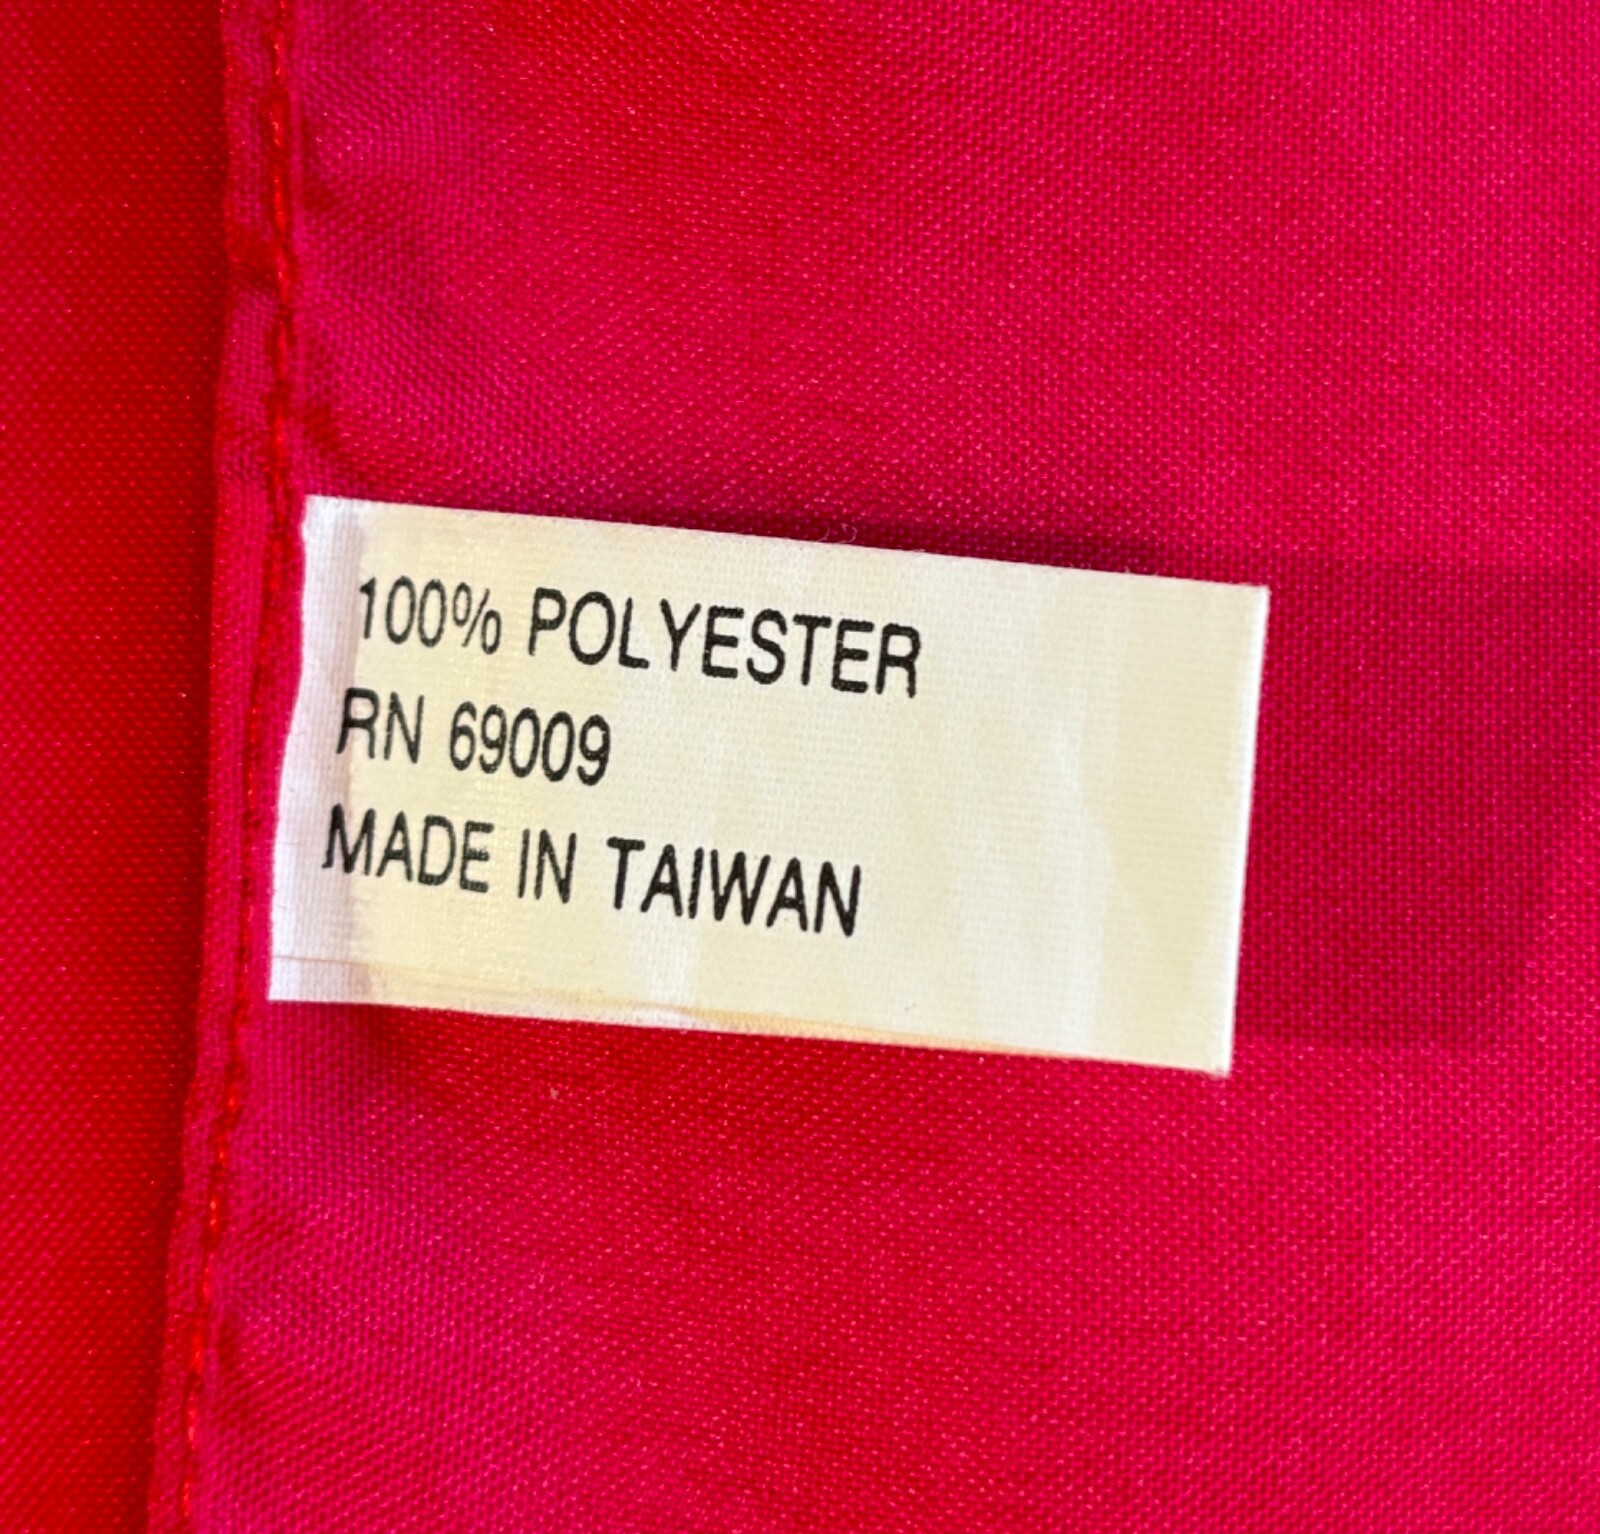 100% POLYESTER
RN 69009
MADE IN TAIWAN